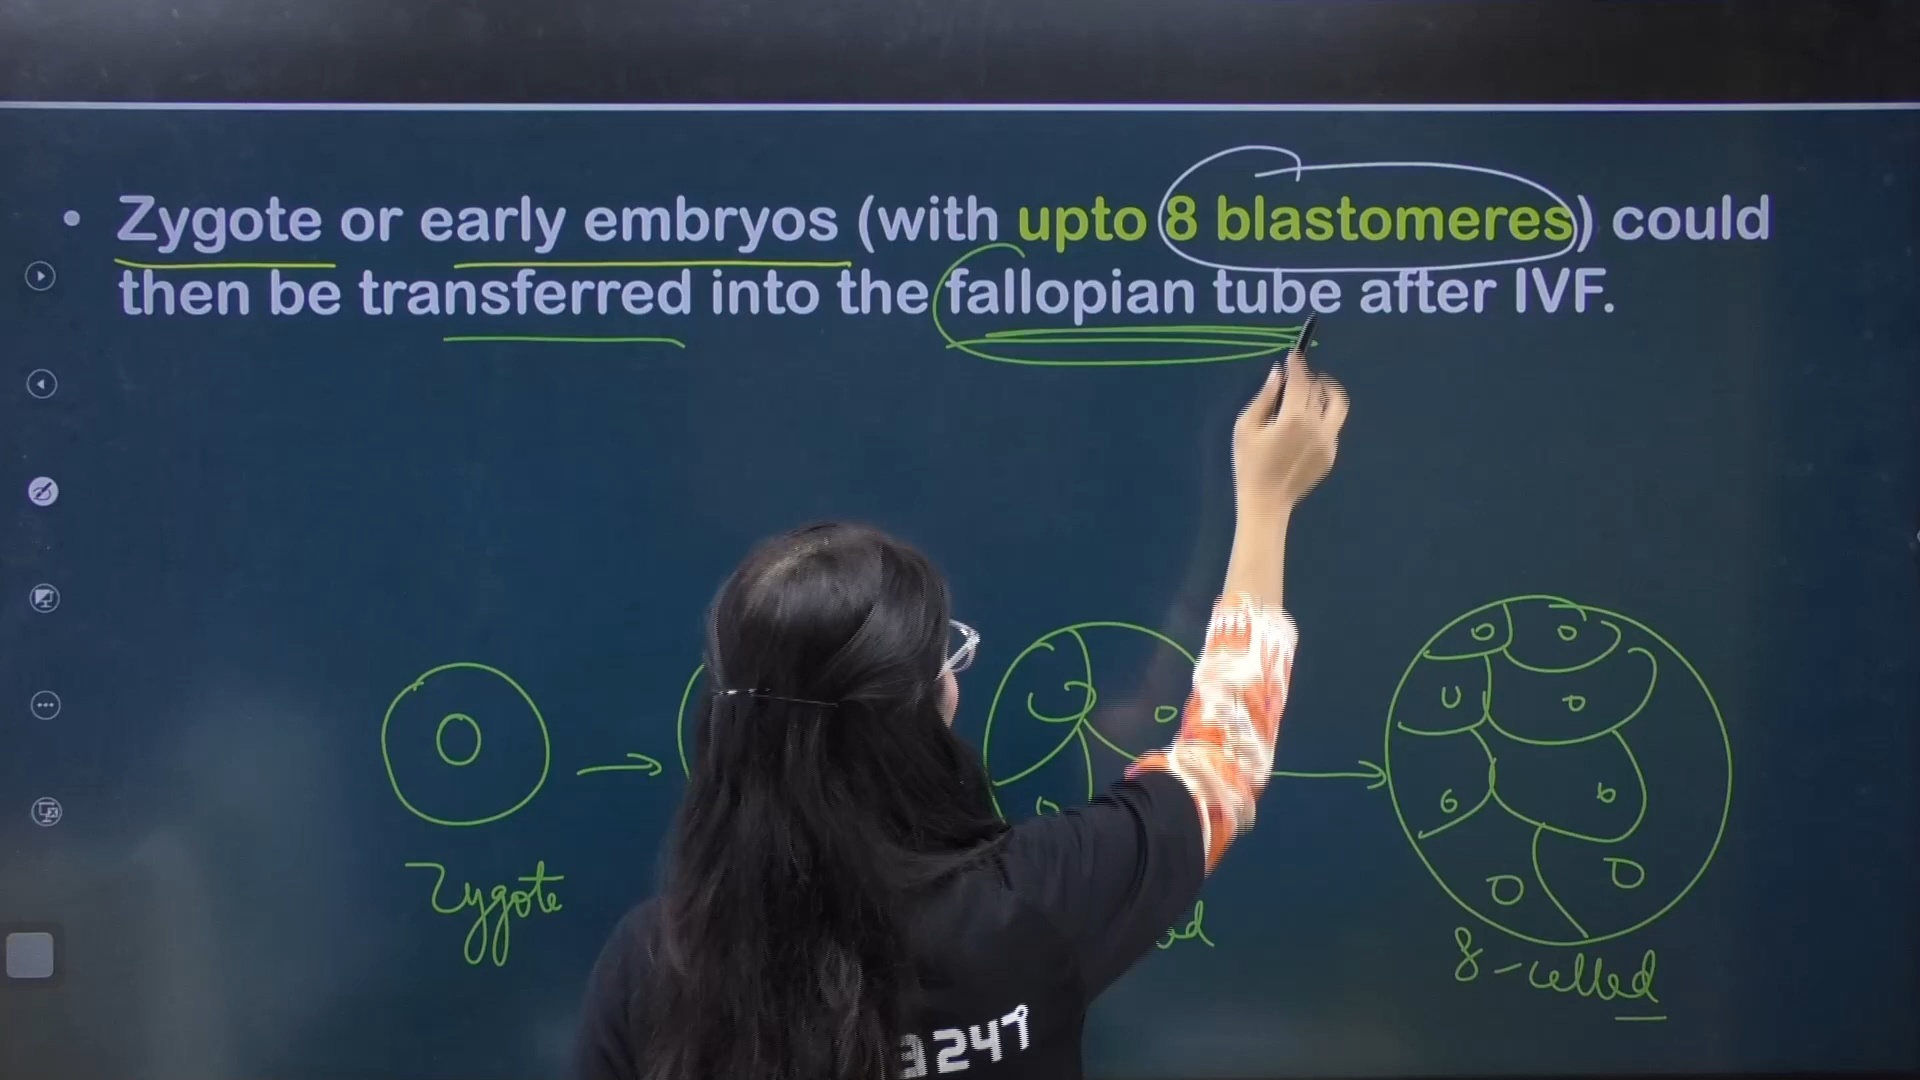 • Zygote or early embryos (with upto 8 blastomeres) could
then be transferred into the fallopian tube after IVF.
Zygote
8-celled
247